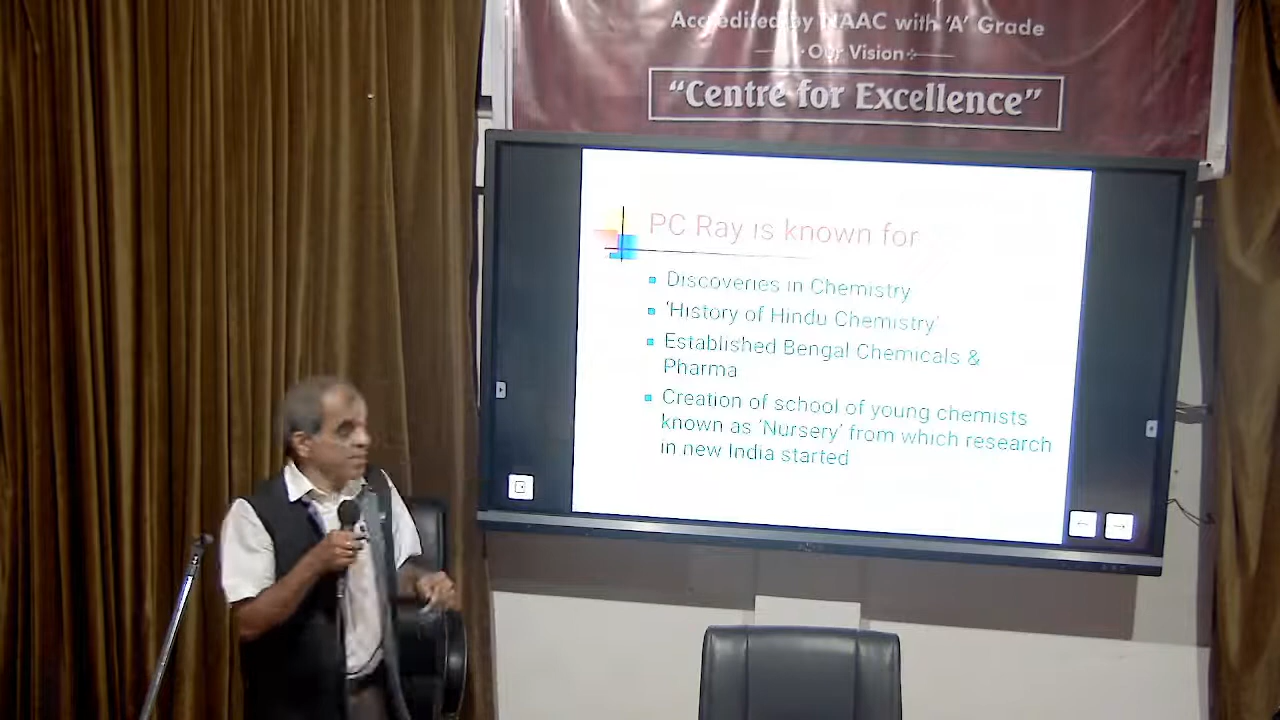 Accredited by NAAC with 'A' Grade
Our Vision
"Centre for Excellence"
PC Ray is known for
Discoveries in Chemistry
'History of Hindu Chemistry'
Established Bengal Chemicals &
Pharma
Creation of school of young chemists
known as 'Nursery' from which research
in new India started